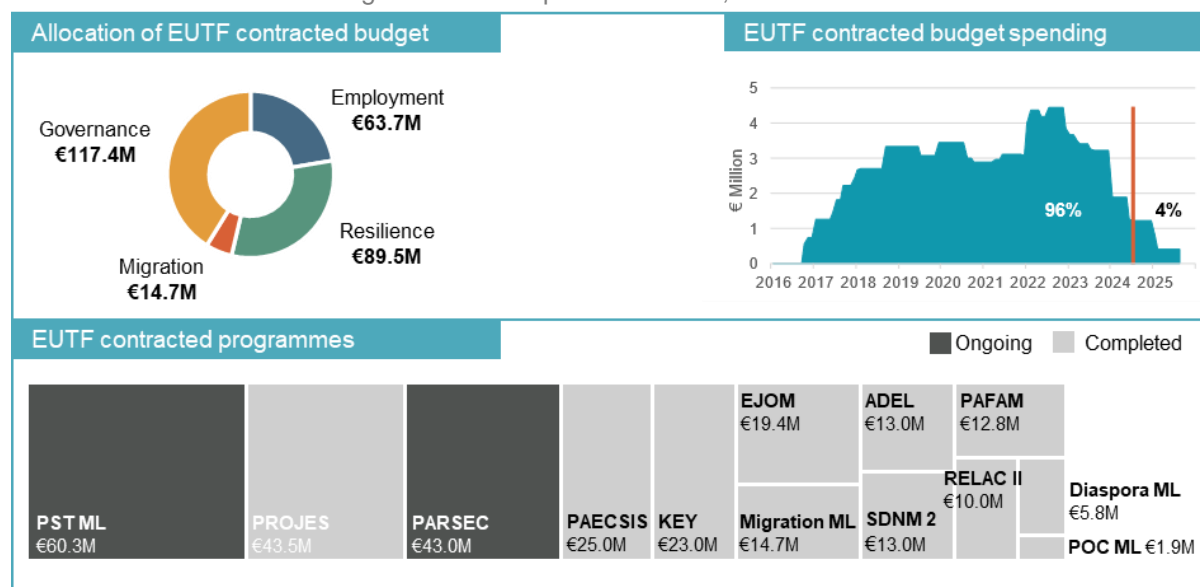 Allocation of EUTF contracted budget
Employment
€63.7M
Governance
€117.4M
Resilience
€89.5M
Migration
€14.7M
EUTF contracted budget spending
5
4
3
2
1
0
€ Million
96%
4%
2016 2017 2018 2019 2020 2021 2022 2023 2024 2025
EUTF contracted programmes
Ongoing
Completed
PST ML
€60.3M
PROJES
€43.5M
PARSEC
€43.0M
PAECSIS
€25.0M
KEY
€23.0M
EJOM
€19.4M
Migration ML
€14.7M
ADEL
€13.0M
SDNM 2
€13.0M
PAFAM
€12.8M
RELAC II
€10.0M
Diaspora ML
€5.8M
POC ML €1.9M